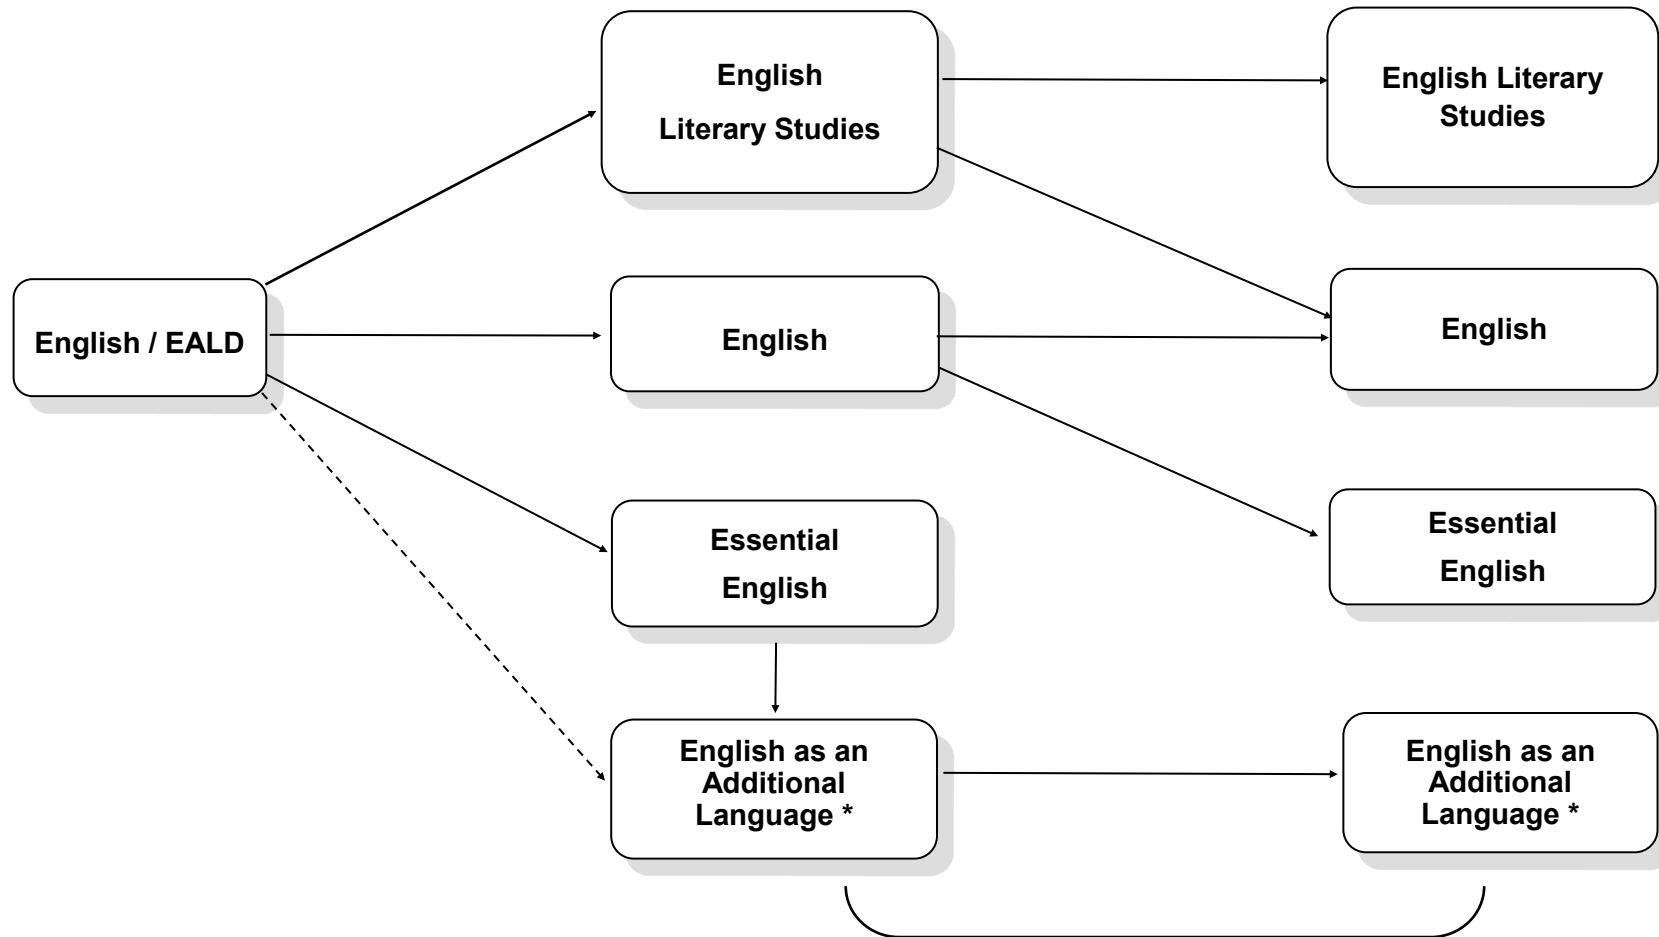 English / EALD
English
Literary Studies
English
Essential
English
English as an
Additional
Language *
English Literary
Studies
English
Essential
English
English as an
Additional
Language *